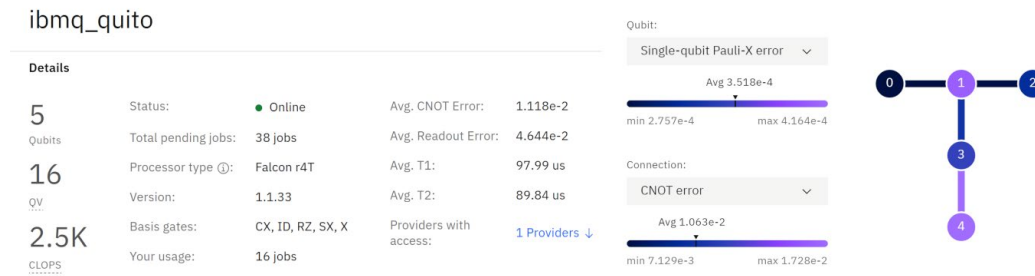 ibmq_quito
Details
5
Qubits
16
QV
2.5K
CLOPS
Status: Online
Total pending jobs: 38 jobs
Processor type ⓘ: Falcon r4T
Version: 1.1.33
Basis gates: CX, ID, RZ, SX, X
Your usage: 16 jobs
Avg. CNOT Error: 1.118e-2
Avg. Readout Error: 4.644e-2
Avg. T1: 97.99 us
Avg. T2: 89.84 us
Providers with access: 1 Providers ↓
Qubit:
Single-qubit Pauli-X error
Avg 3.518e-4
min 2.757e-4 max 4.164e-4
Connection:
CNOT error
Avg 1.063e-2
min 7.129e-3 max 1.728e-2
0 1 2
3
4